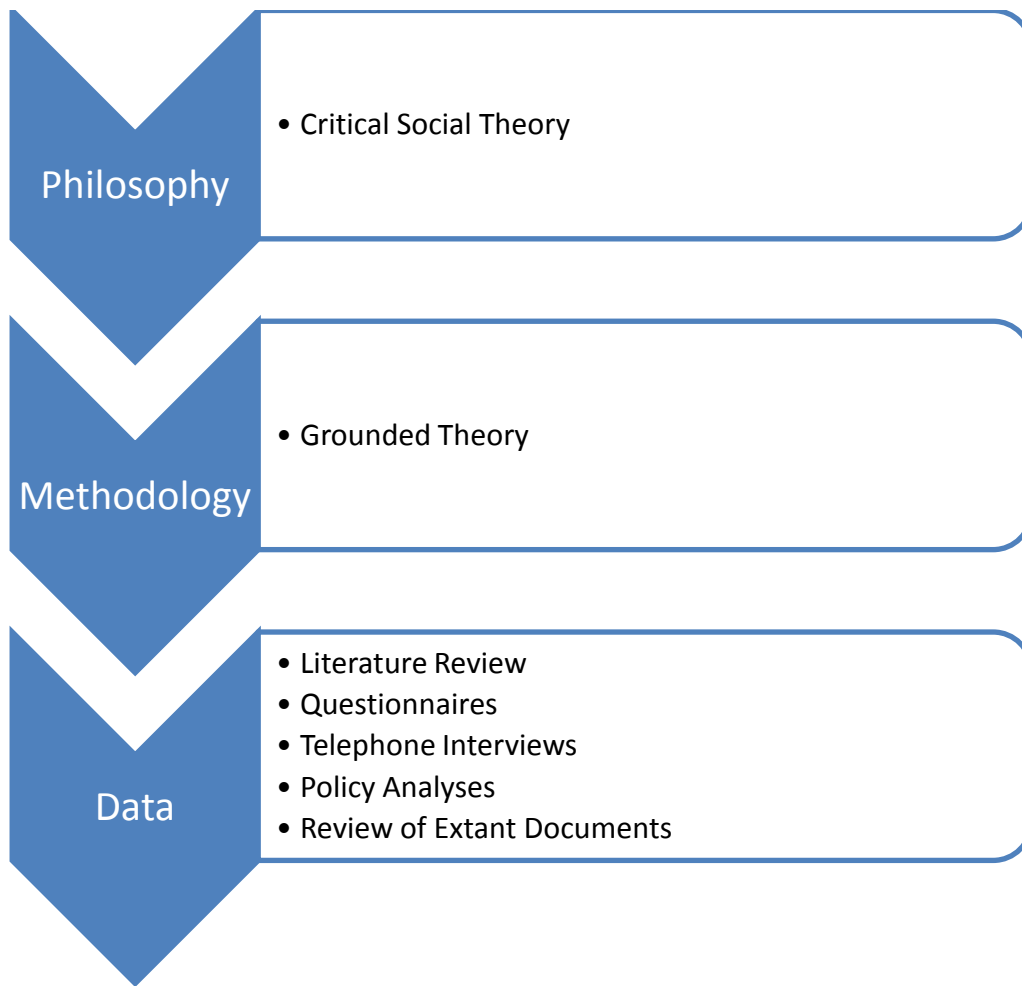 Philosophy
• Critical Social Theory
Methodology
• Grounded Theory
Data
• Literature Review
• Questionnaires
• Telephone Interviews
• Policy Analyses
• Review of Extant Documents